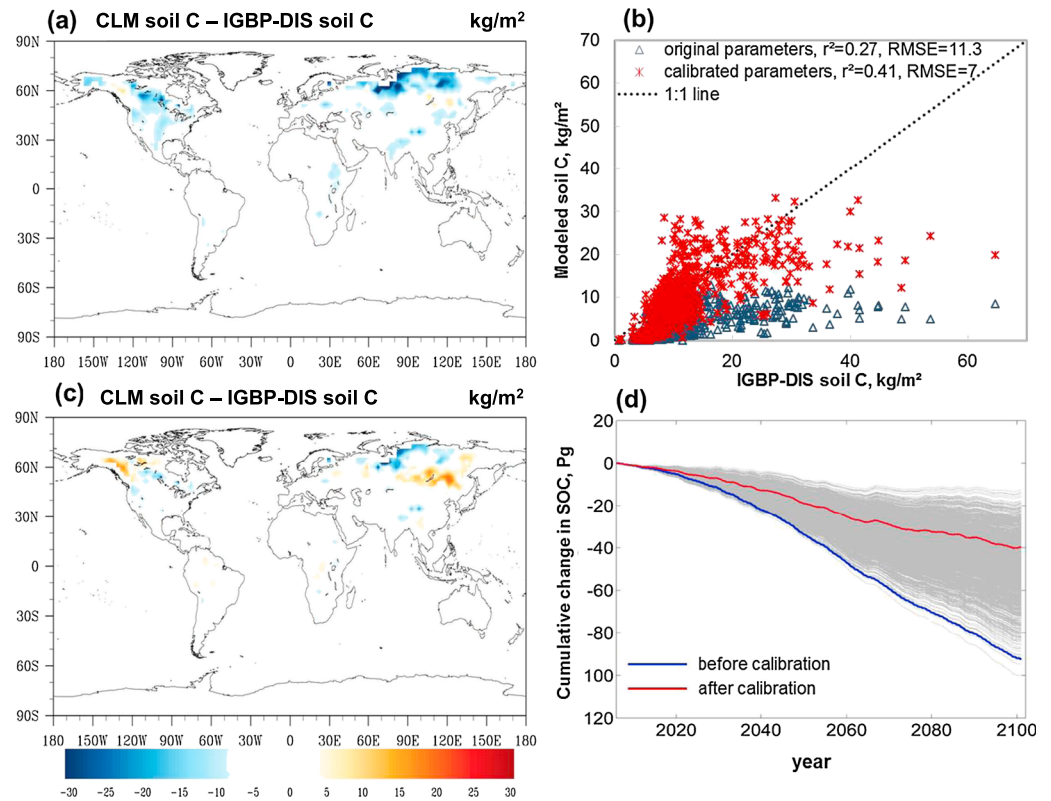 (a) CLM soil C – IGBP-DIS soil C kg/m²
90N
60N
30N
0
30S
60S
90S
180 150W 120W 90W 60W 30W 0 30E 60E 90E 120E 150E 180
(b)
original parameters, r²=0.27, RMSE=11.3
calibrated parameters, r²=0.41, RMSE=7.
1:1 line
Modeled soil C, kg/m²
70
60
50
40
30
20
10
0
0 20 40 60
IGBP-DIS soil C, kg/m²
(c) CLM soil C – IGBP-DIS soil C kg/m²
90N
60N
30N
0
30S
60S
90S
180 150W 120W 90W 60W 30W 0 30E 60E 90E 120E 150E 180
-30 -25 -20 -15 -10 -5 0 5 10 15 20 25 30
(d)
Cumulative change in SOC, Pg
20
0
-20
-40
-60
-80
100
120
before calibration
after calibration
2020 2040 2060 2080 2100
year